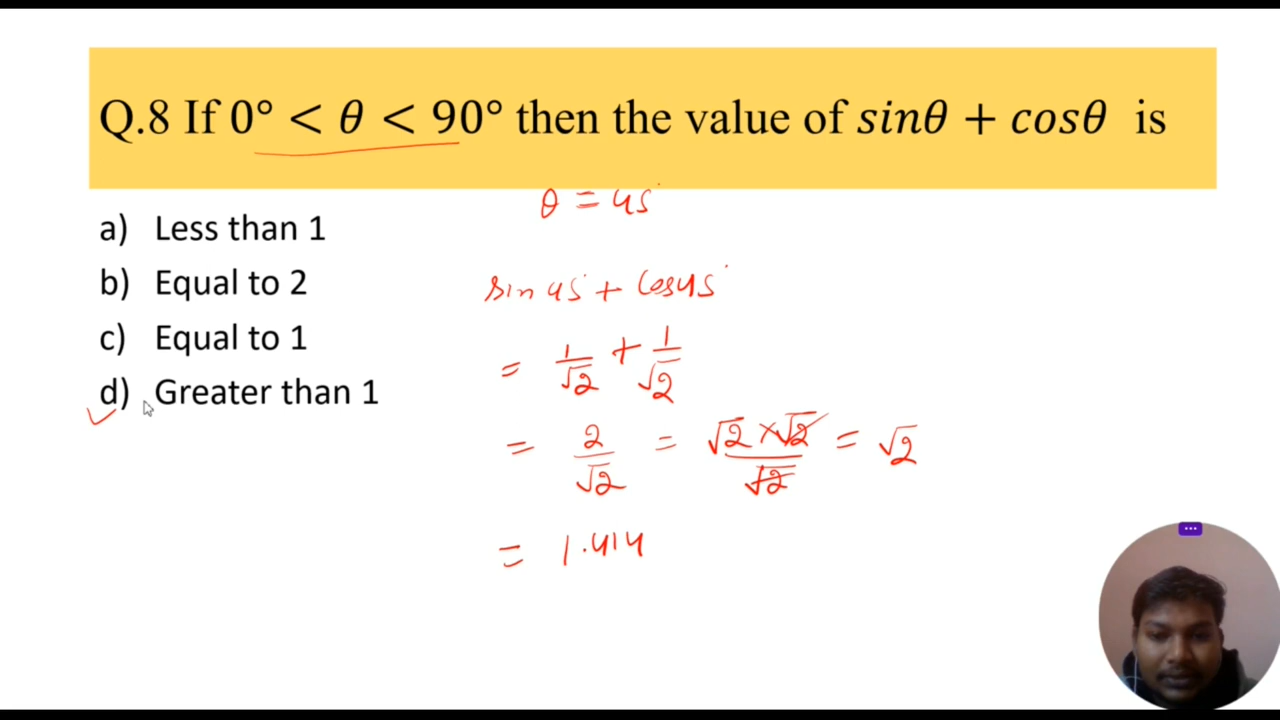 Q.8 If 0° < θ < 90° then the value of sinθ + cosθ is
θ = 45°
a) Less than 1
sin 45° + cos 45°
b) Equal to 2
c) Equal to 1
= 1/√2 + 1/√2
d) Greater than 1
= 2/√2 = √2 × √2/√2 = √2
= 1.414